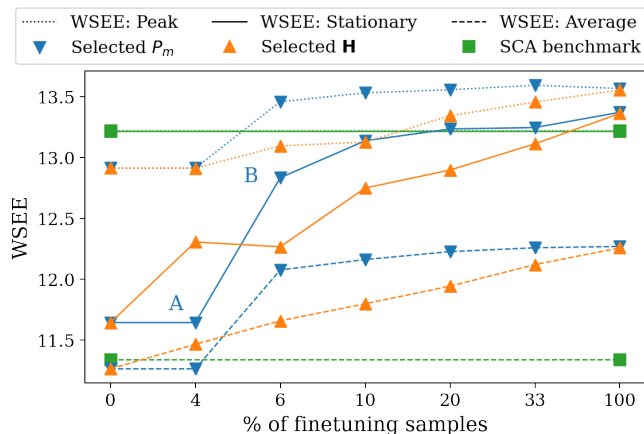 WSEE: Peak WSEE: Stationary WSEE: Average
Selected Pₘ Selected H SCA benchmark
13.5
13.0
B
12.5
WSEE
12.0
A
11.5
0 4 6 10 20 33 100
% of finetuning samples